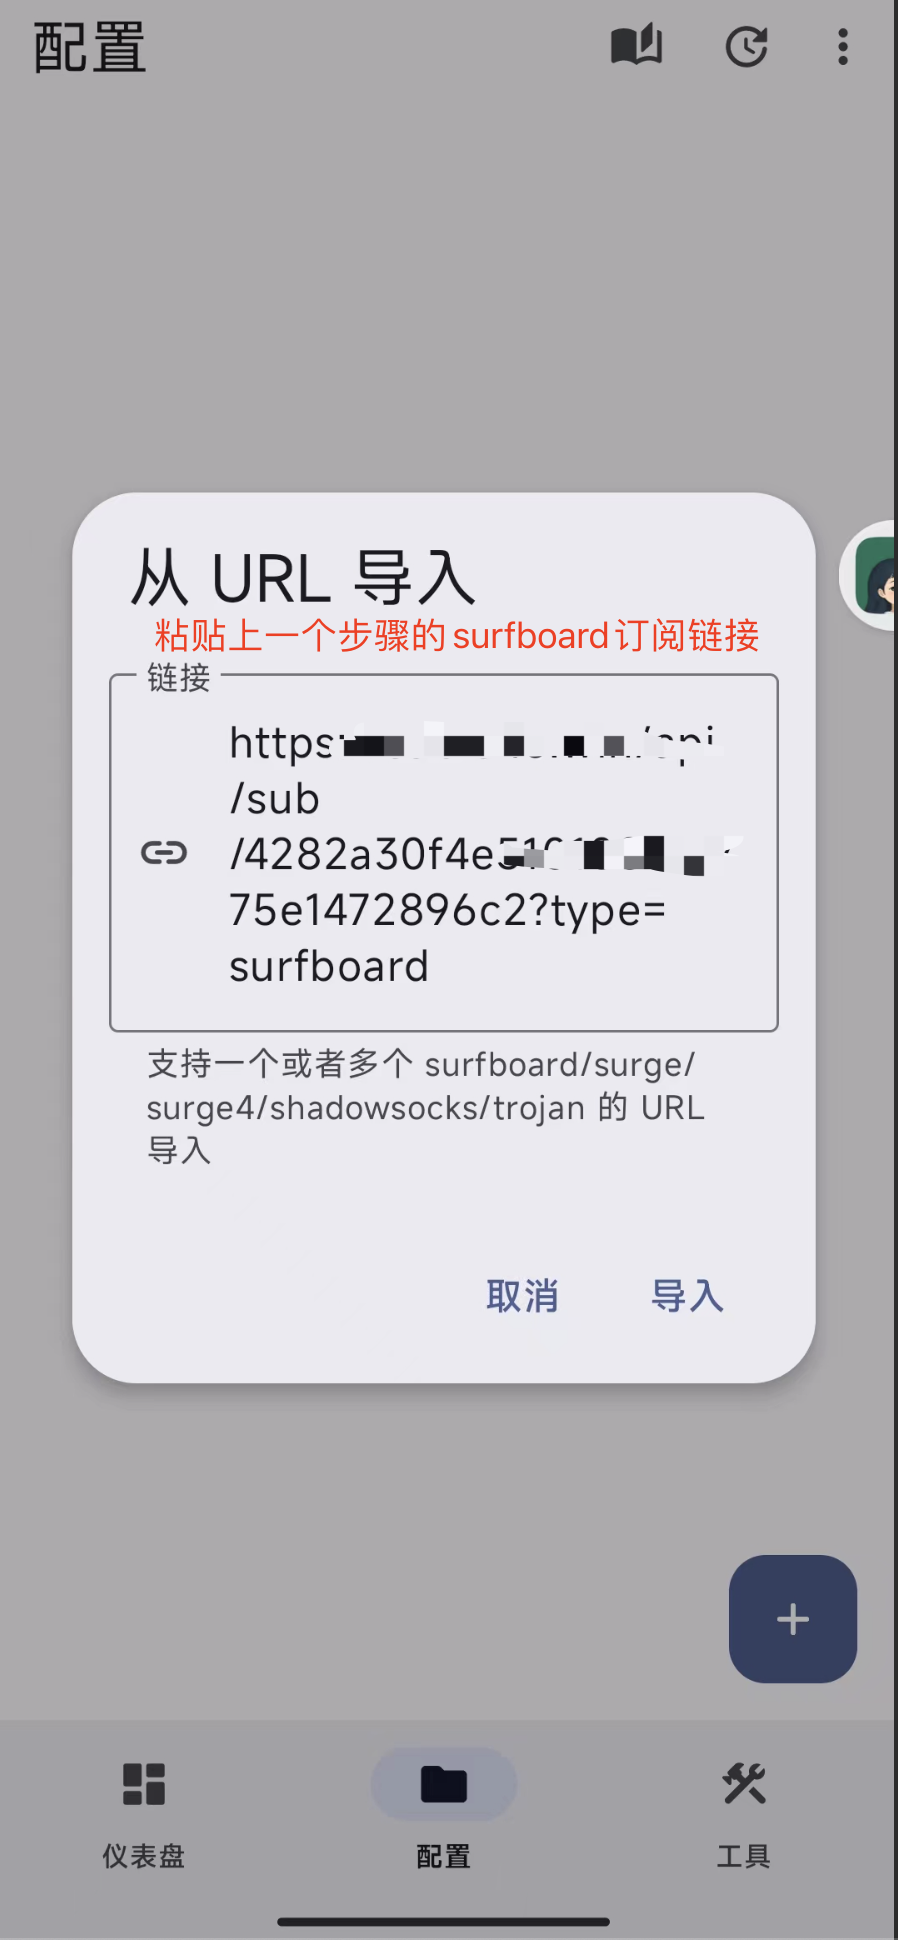 配置
从 URL 导入
粘贴上一个步骤的surfboard订阅链接
链接
https
/sub
/4282a30f4e
75e1472896c2?type=
surfboard
支持一个或者多个 surfboard/surge/
surge4/shadowsocks/trojan 的 URL
导入
取消 导入
仪表盘 配置 工具